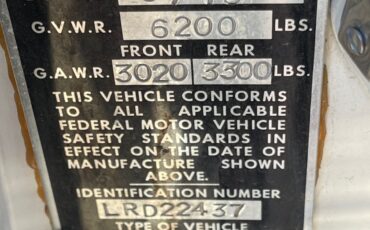 G.V.W.R. 6200 LBS.
FRONT REAR
G.A.W.R. 3020 3300 LBS.
THIS VEHICLE CONFORMS
TO ALL APPLICABLE
FEDERAL MOTOR VEHICLE
SAFETY STANDARDS IN
EFFECT ON THE DATE OF
MANUFACTURE SHOWN
ABOVE.
IDENTIFICATION NUMBER
LRD22437
TYPE OF VEHICLE